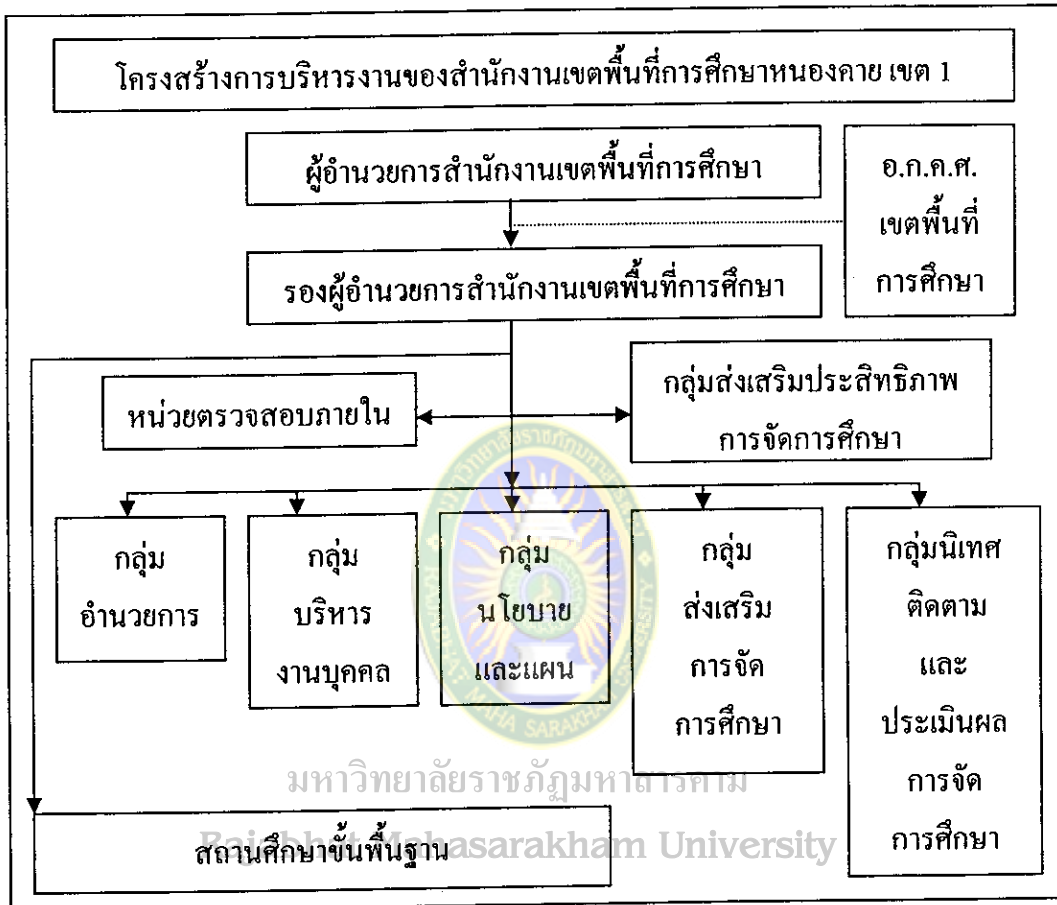 โครงสร้างการบริหารงานของสำนักงานเขตพื้นที่การศึกษาหนองคาย เขต 1
ผู้อำนวยการสำนักงานเขตพื้นที่การศึกษา
อ.ก.ค.ศ.
เขตพื้นที่
การศึกษา
รองผู้อำนวยการสำนักงานเขตพื้นที่การศึกษา
หน่วยตรวจสอบภายใน
กลุ่มส่งเสริมประสิทธิภาพ
การจัดการศึกษา
กลุ่ม
อำนวยการ
กลุ่ม
บริหาร
งานบุคคล
กลุ่ม
นโยบาย
และแผน
กลุ่ม
ส่งเสริม
การจัด
การศึกษา
กลุ่มนิเทศ
ติดตาม
และ
ประเมินผล
การจัด
การศึกษา
มหาวิทยาลัยราชภัฏมหาสารคาม
Rajabhat Mahasarakham University
สถานศึกษาขั้นพื้นฐาน